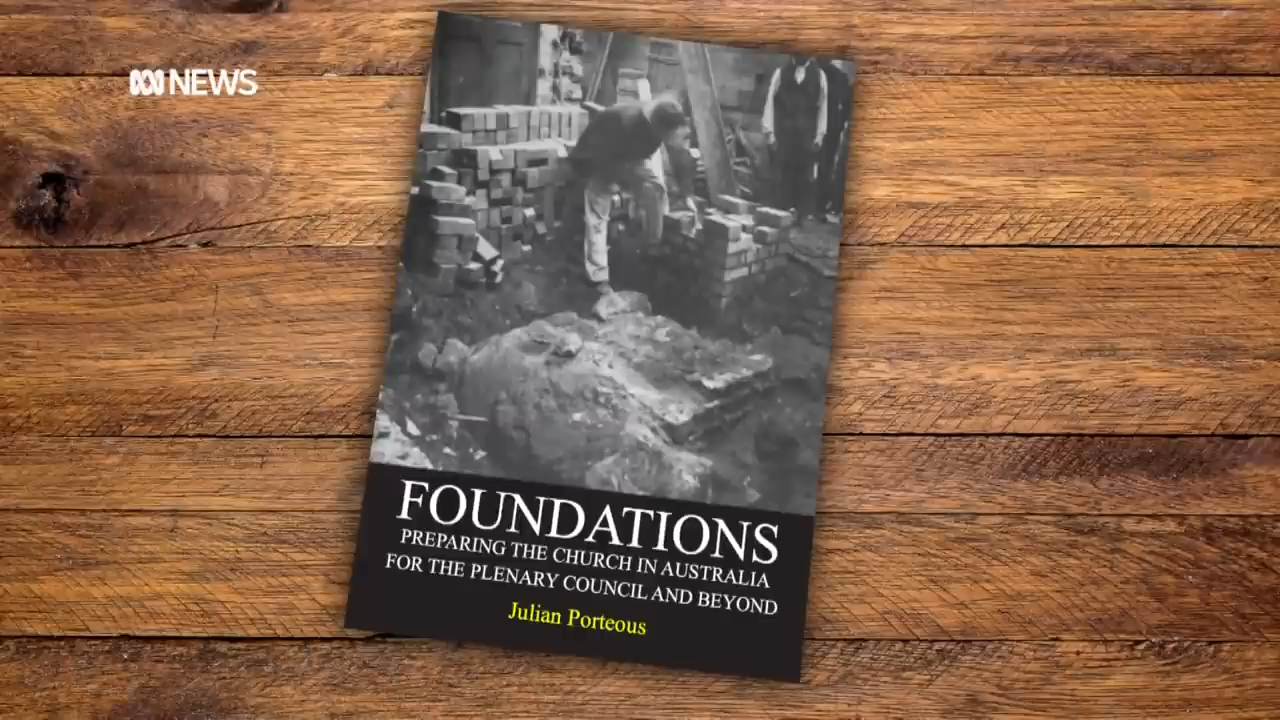 ABC NEWS
FOUNDATIONS
PREPARING THE CHURCH IN AUSTRALIA
FOR THE PLENARY COUNCIL AND BEYOND
Julian Porteous